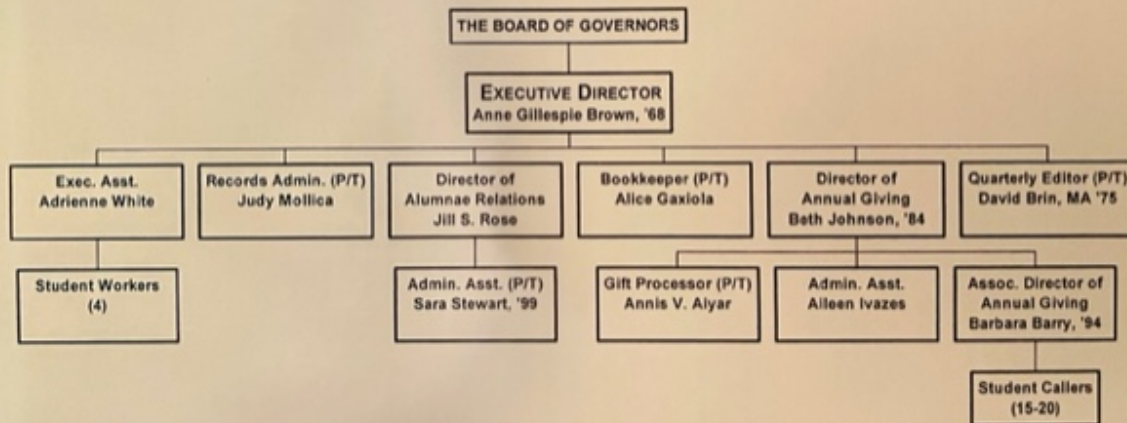 THE BOARD OF GOVERNORS
EXECUTIVE DIRECTOR
Anne Gillespie Brown, '68
Exec. Asst.
Adrienne White
Records Admin. (P/T)
Judy Mollica
Director of
Alumnae Relations
Jill S. Rose
Bookkeeper (P/T)
Alice Gaxiola
Director of
Annual Giving
Beth Johnson, '84
Quarterly Editor (P/T)
David Brin, MA '75
Student Workers
(4)
Admin. Asst. (P/T)
Sara Stewart, '99
Gift Processor (P/T)
Annis V. Alyar
Admin. Asst.
Aileen Ivazes
Assoc. Director of
Annual Giving
Barbara Barry, '94
Student Callers
(15-20)